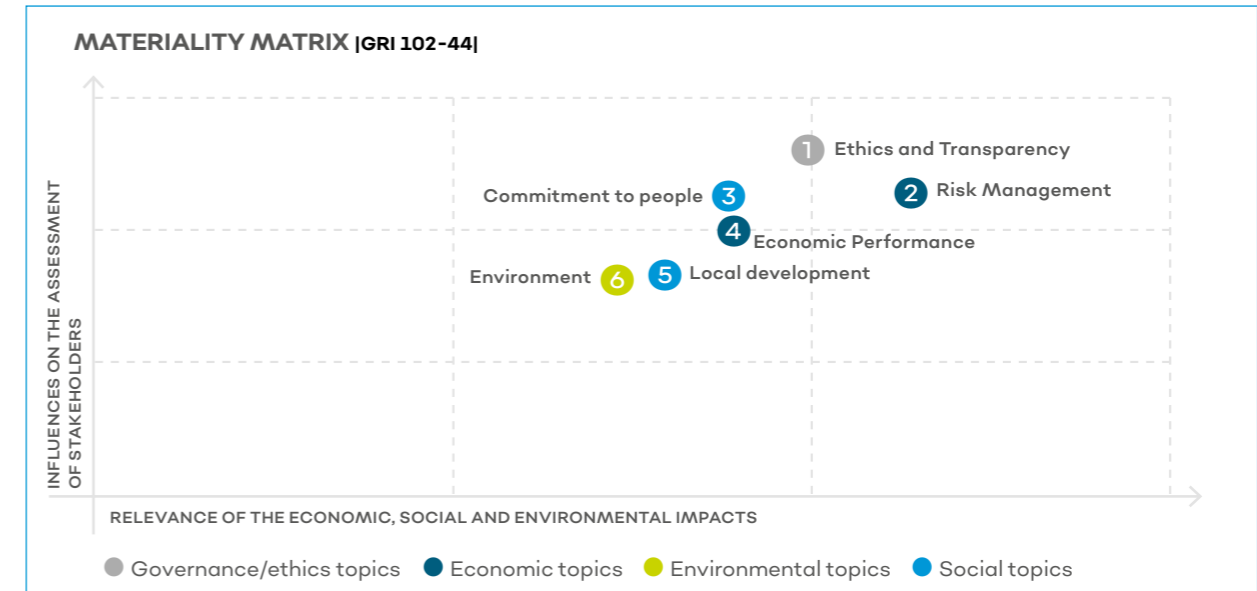 MATERIALITY MATRIX |GRI 102-44|
1 Ethics and Transparency
2 Risk Management
Commitment to people 3
4 Economic Performance
Environment 6
5 Local development
INFLUENCES ON THE ASSESSMENT
OF STAKEHOLDERS
RELEVANCE OF THE ECONOMIC, SOCIAL AND ENVIRONMENTAL IMPACTS
Governance/ethics topics Economic topics Environmental topics Social topics